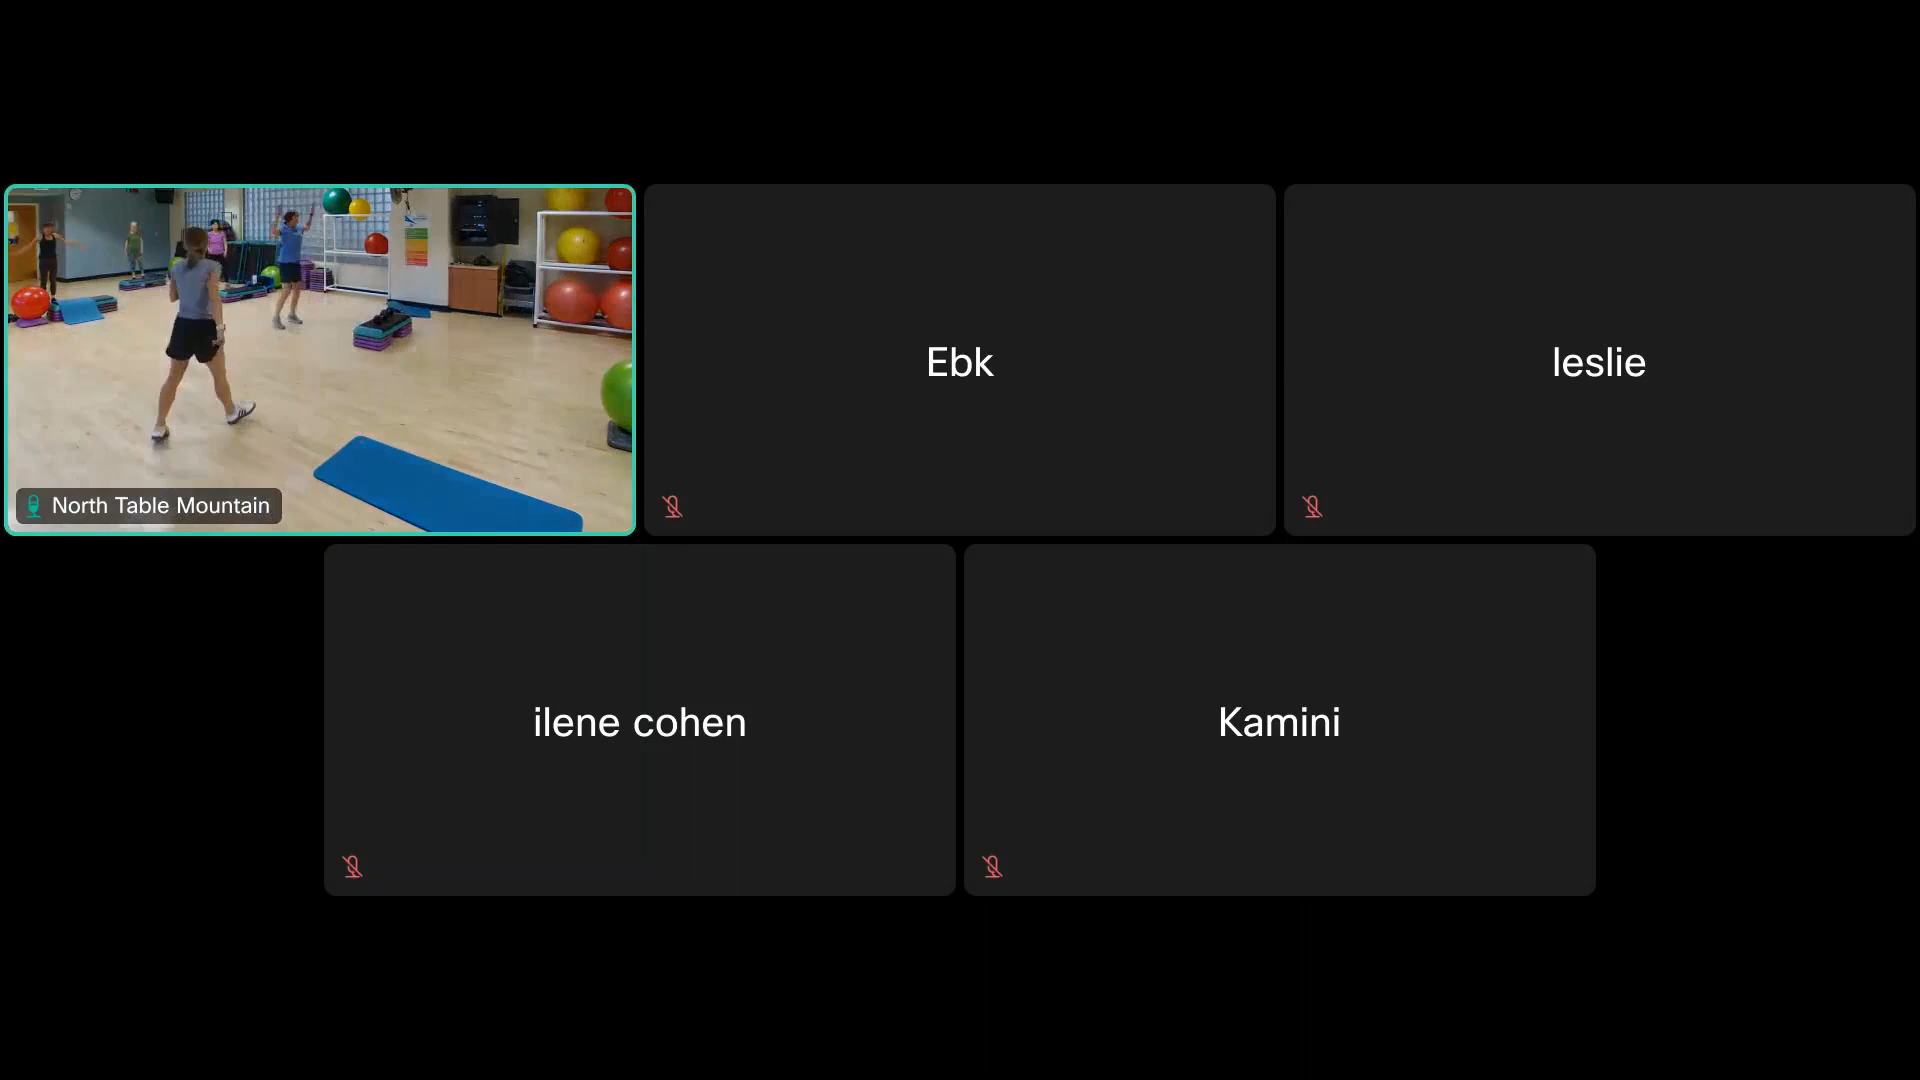 North Table Mountain
Ebk
leslie
ilene cohen
Kamini